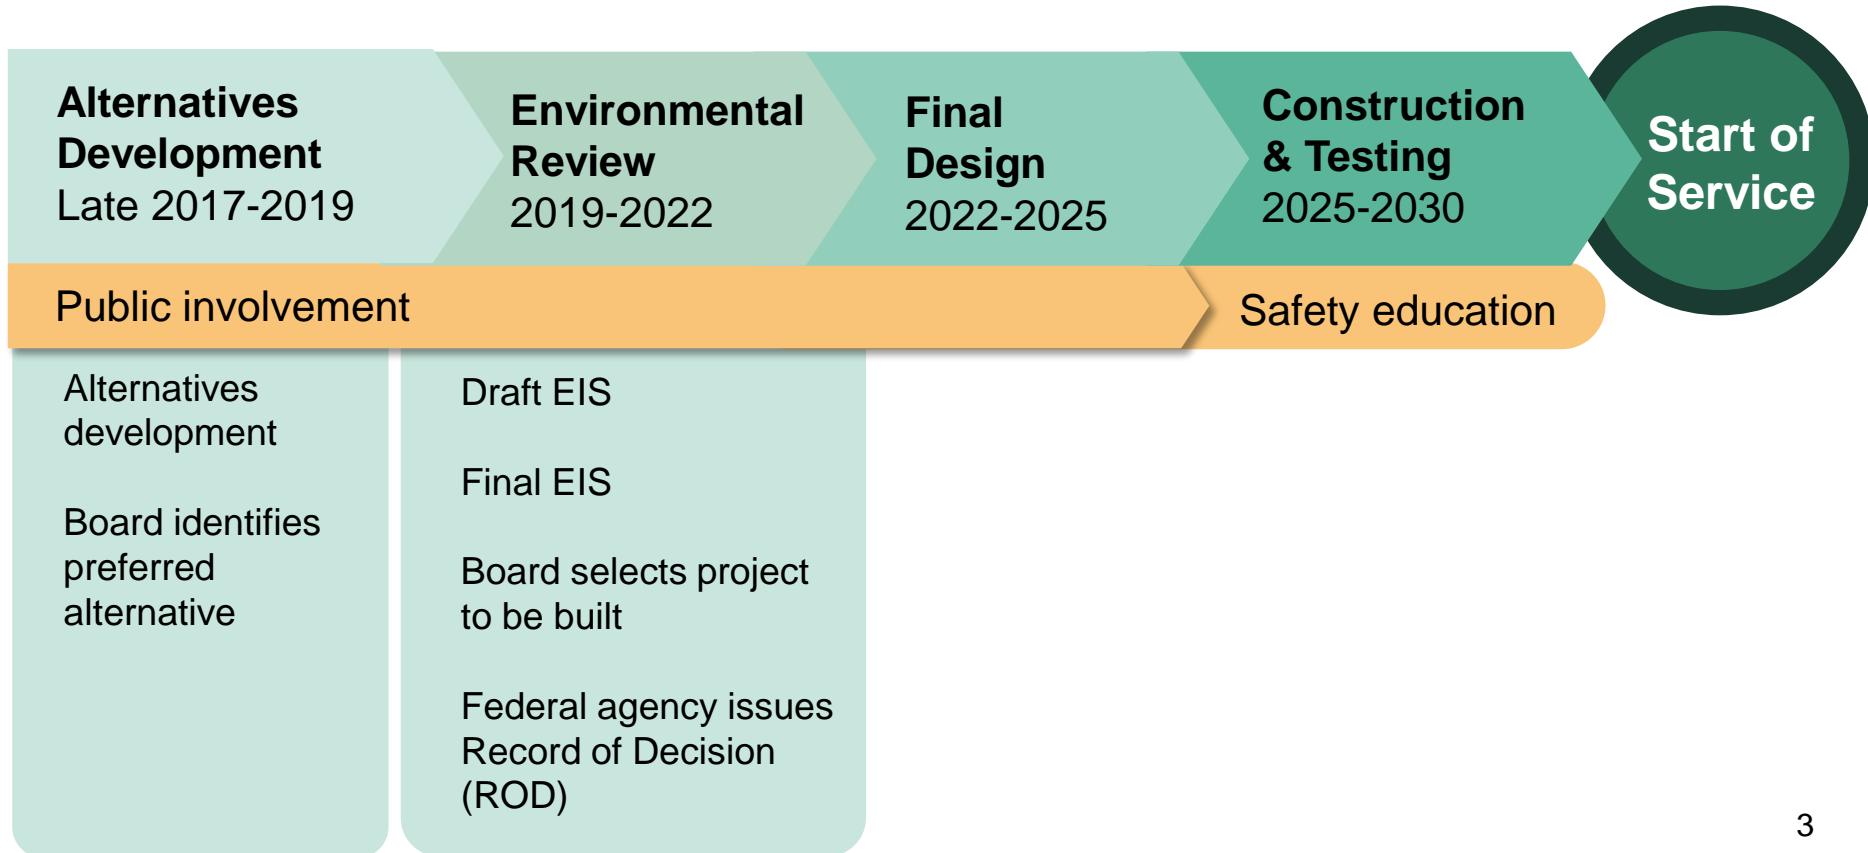 Alternatives
Development
Late 2017-2019
Environmental
Review
2019-2022
Final
Design
2022-2025
Construction
& Testing
2025-2030
Start of
Service
Public involvement
Safety education
Alternatives
development
Board identifies
preferred
alternative
Draft EIS
Final EIS
Board selects project
to be built
Federal agency issues
Record of Decision
(ROD)
3